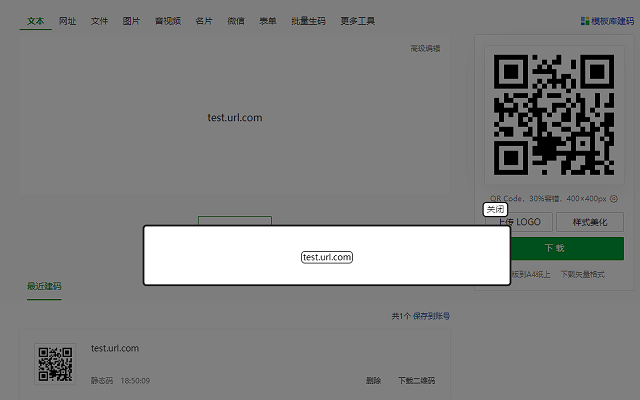 文本 网址 文件 图片 音视频 名片 微信 表单 批量生码 更多工具 模板库建码
高级编辑
test.url.com
QR Code，30%容错，400×400px
关闭
上传 LOGO 样式美化
下载
test.url.com
版到A4纸上 下载矢量格式
最近建码
共1个 保存到账号
test.url.com
静态码 18:50:09 删除 下载二维码